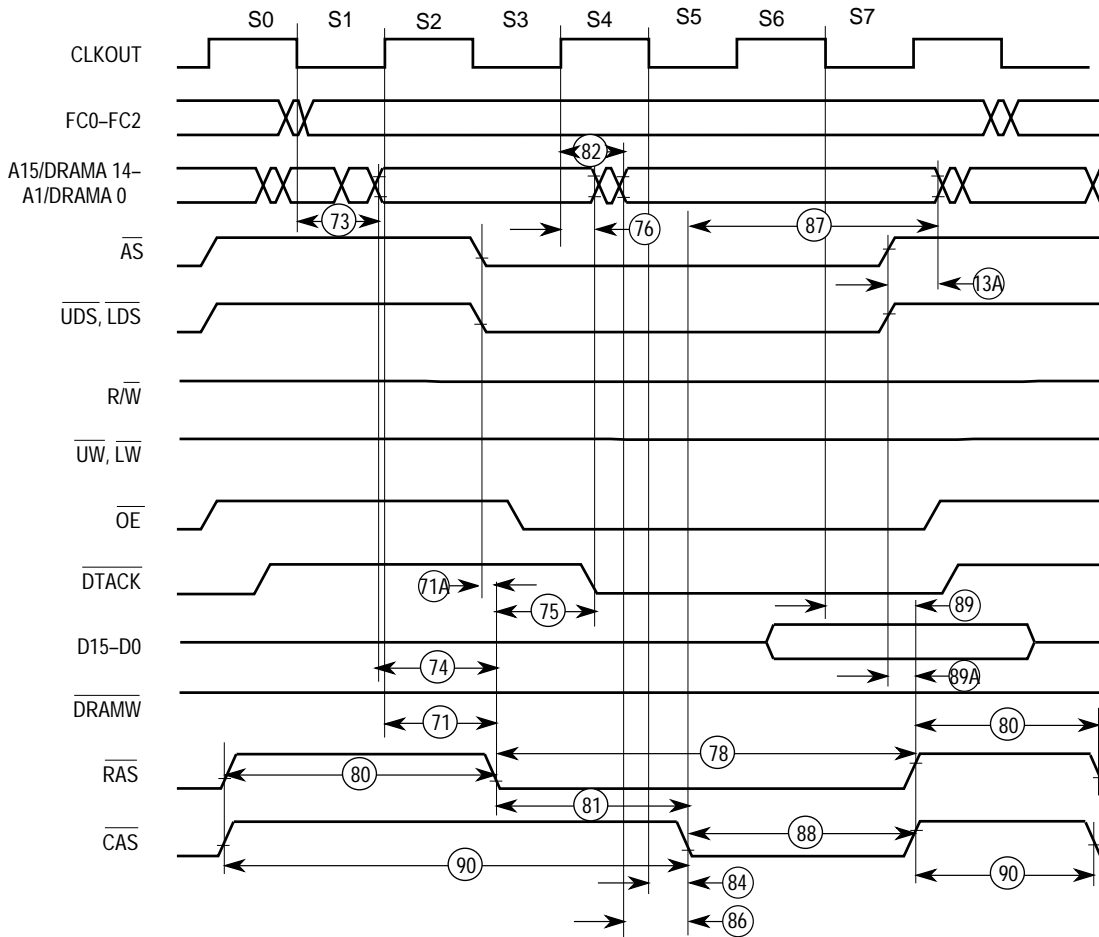 S0 S1 S2 S3 S4 S5 S6 S7
CLKOUT
FC0–FC2
82
A15/DRAMA 14–
A1/DRAMA 0
73
76
87
AS
13A
UDS, LDS
R/W
UW, LW
OE
DTACK
71A
75
89
D15–D0
74
89A
DRAMW
71
80
78
RAS
80
81
CAS
88
90
90
84
86